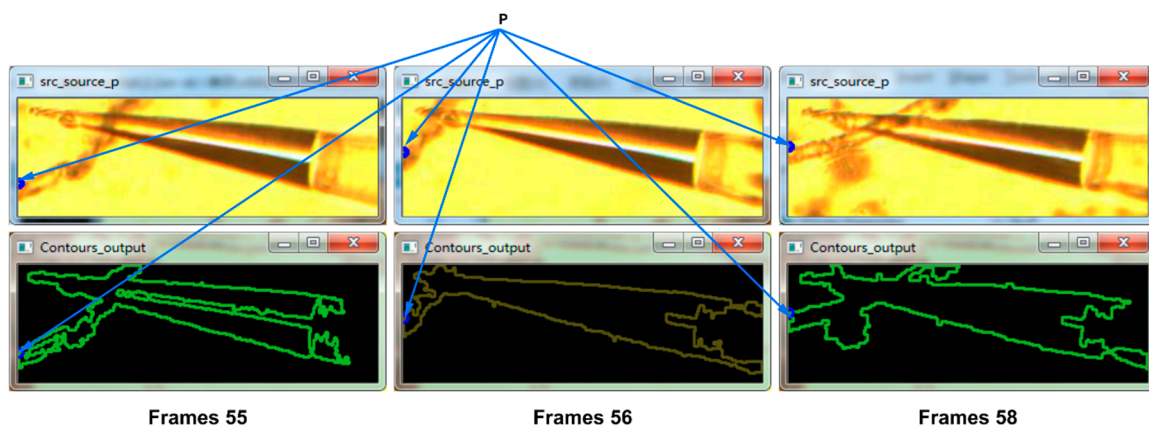 P
src_source_p
src_source_p
src_source_p
Contours_output
Contours_output
Contours_output
Frames 55
Frames 56
Frames 58